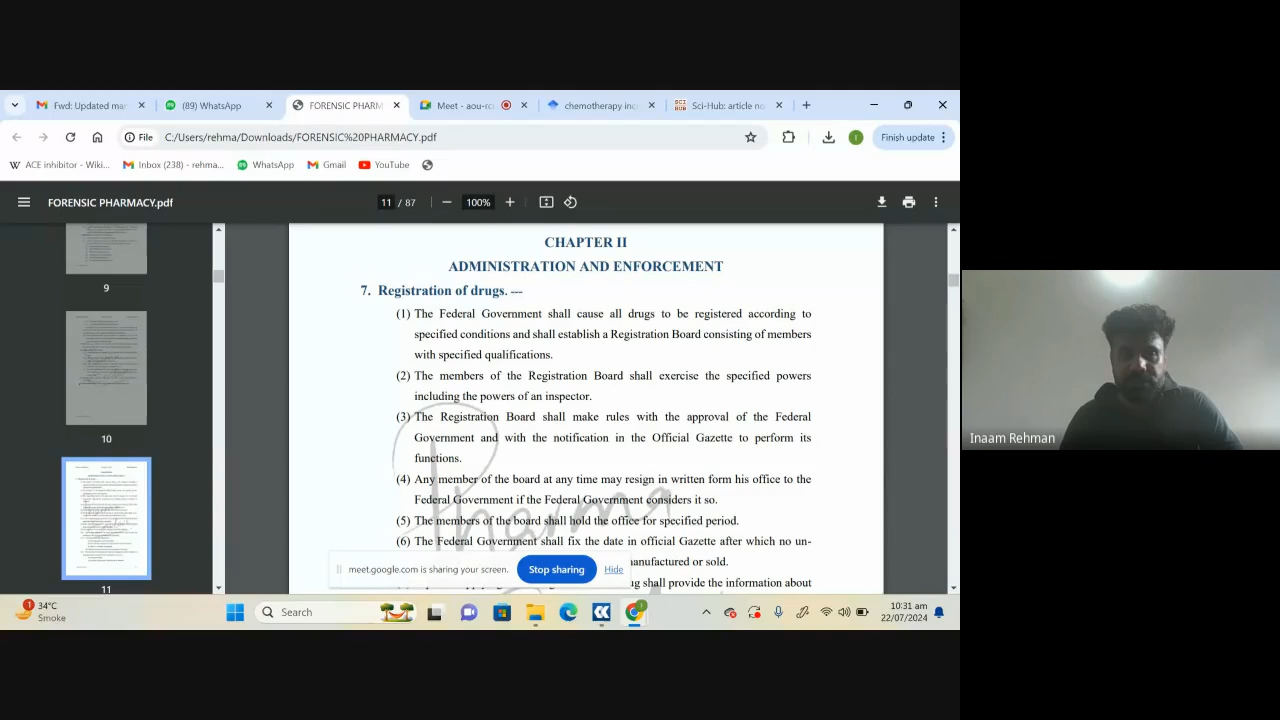 Fwd: Updated ma
(89) WhatsApp
FORENSIC PHARM
Meet - aou-rc
chemotherapy inc
Sci-Hub: article no
File
C:/Users/rehma/Downloads/FORENSIC%20PHARMACY.pdf
Finish update
ACE inhibitor - Wiki...
Inbox (238) - rehma...
WhatsApp
Gmail
YouTube
FORENSIC PHARMACY.pdf
11 / 87
100%
9
10
11
CHAPTER II
ADMINISTRATION AND ENFORCEMENT
7. Registration of drugs. ---
(1) The Federal Government shall cause all drugs to be registered according to
specified conditions and shall establish a Registration Board consisting of members
with specified qualifications.
(2) The members of the Registration Board shall exercise the specified powers
including the powers of an inspector.
(3) The Registration Board shall make rules with the approval of the Federal
Government and with the notification in the Official Gazette to perform its
functions.
(4) Any member of the time may resign in written form his office to the
Federal Government if the Federal Government considers it so.
(5) The members of the hold the office for specified period.
(6) The Federal Government shall fix the date in official Gazette after which no un-
manufactured or sold.
shall provide the information about
meet.google.com is sharing your screen.
Stop sharing
Hide
Inaam Rehman
34°C
Smoke
Search
10:31 am
22/07/2024